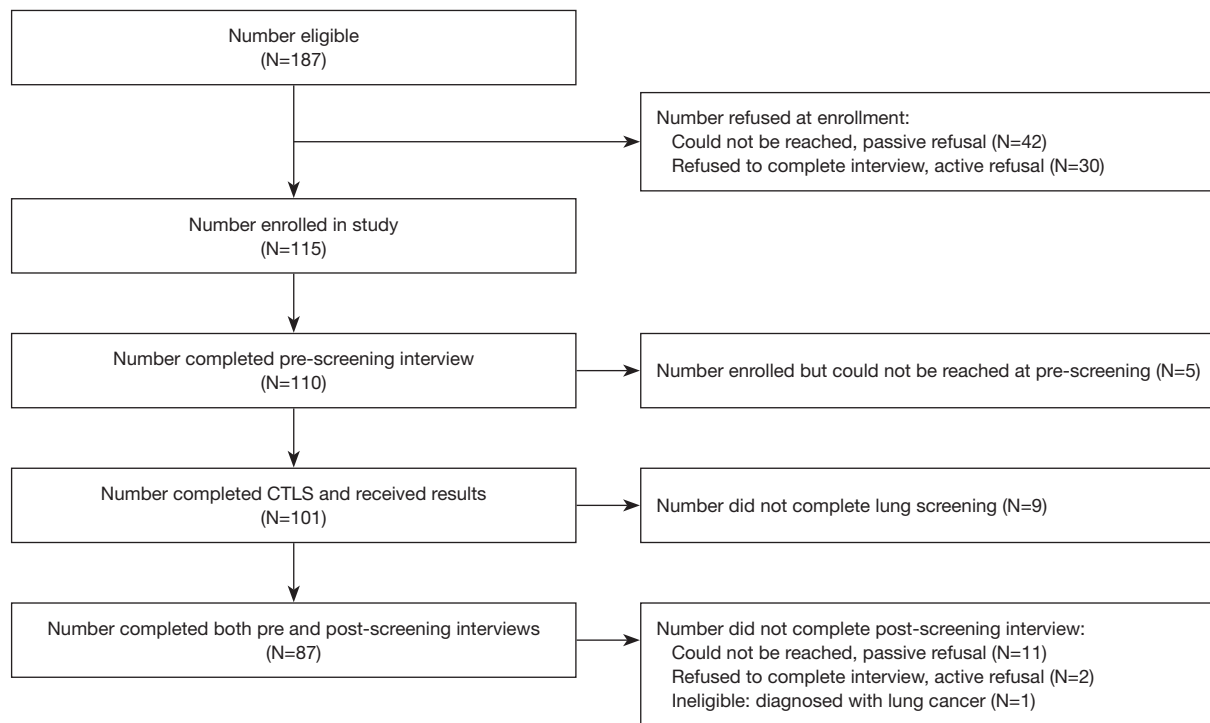 Number eligible
(N=187)
Number refused at enrollment:
Could not be reached, passive refusal (N=42)
Refused to complete interview, active refusal (N=30)
Number enrolled in study
(N=115)
Number completed pre-screening interview
(N=110)
Number enrolled but could not be reached at pre-screening (N=5)
Number completed CTLS and received results
(N=101)
Number did not complete lung screening (N=9)
Number completed both pre and post-screening interviews
(N=87)
Number did not complete post-screening interview:
Could not be reached, passive refusal (N=11)
Refused to complete interview, active refusal (N=2)
Ineligible: diagnosed with lung cancer (N=1)